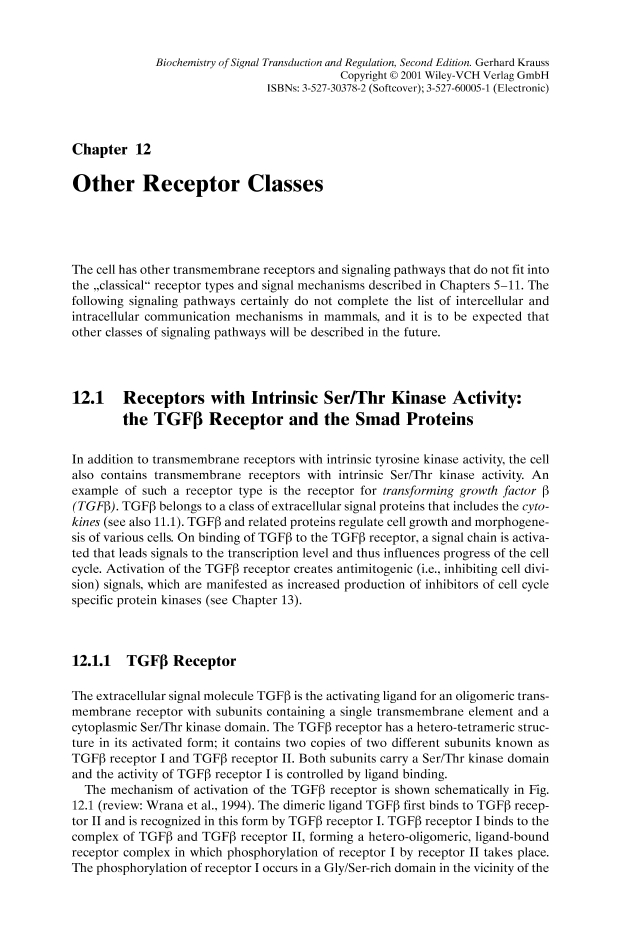 Biochemistry of Signal Transduction and Regulation, Second Edition. Gerhard Krauss
Copyright © 2001 Wiley-VCH Verlag GmbH
ISBNs: 3-527-30378-2 (Softcover); 3-527-60005-1 (Electronic)
Chapter 12
Other Receptor Classes
The cell has other transmembrane receptors and signaling pathways that do not fit into
the „classical“ receptor types and signal mechanisms described in Chapters 5–11. The
following signaling pathways certainly do not complete the list of intercellular and
intracellular communication mechanisms in mammals, and it is to be expected that
other classes of signaling pathways will be described in the future.
12.1 Receptors with Intrinsic Ser/Thr Kinase Activity:
the TGFβ Receptor and the Smad Proteins
In addition to transmembrane receptors with intrinsic tyrosine kinase activity, the cell
also contains transmembrane receptors with intrinsic Ser/Thr kinase activity. An
example of such a receptor type is the receptor for transforming growth factor β
(TGFβ). TGFβ belongs to a class of extracellular signal proteins that includes the cyto-
kines (see also 11.1). TGFβ and related proteins regulate cell growth and morphogene-
sis of various cells. On binding of TGFβ to the TGFβ receptor, a signal chain is activa-
ted that leads signals to the transcription level and thus influences progress of the cell
cycle. Activation of the TGFβ receptor creates antimitogenic (i.e., inhibiting cell divi-
sion) signals, which are manifested as increased production of inhibitors of cell cycle
specific protein kinases (see Chapter 13).
12.1.1 TGFβ Receptor
The extracellular signal molecule TGFβ is the activating ligand for an oligomeric trans-
membrane receptor with subunits containing a single transmembrane element and a
cytoplasmic Ser/Thr kinase domain. The TGFβ receptor has a hetero-tetrameric struc-
ture in its activated form; it contains two copies of two different subunits known as
TGFβ receptor I and TGFβ receptor II. Both subunits carry a Ser/Thr kinase domain
and the activity of TGFβ receptor I is controlled by ligand binding.
The mechanism of activation of the TGFβ receptor is shown schematically in Fig.
12.1 (review: Wrana et al., 1994). The dimeric ligand TGFβ first binds to TGFβ recep-
tor II and is recognized in this form by TGFβ receptor I. TGFβ receptor I binds to the
complex of TGFβ and TGFβ receptor II, forming a hetero-oligomeric, ligand-bound
receptor complex in which phosphorylation of receptor I by receptor II takes place.
The phosphorylation of receptor I occurs in a Gly/Ser-rich domain in the vicinity of the